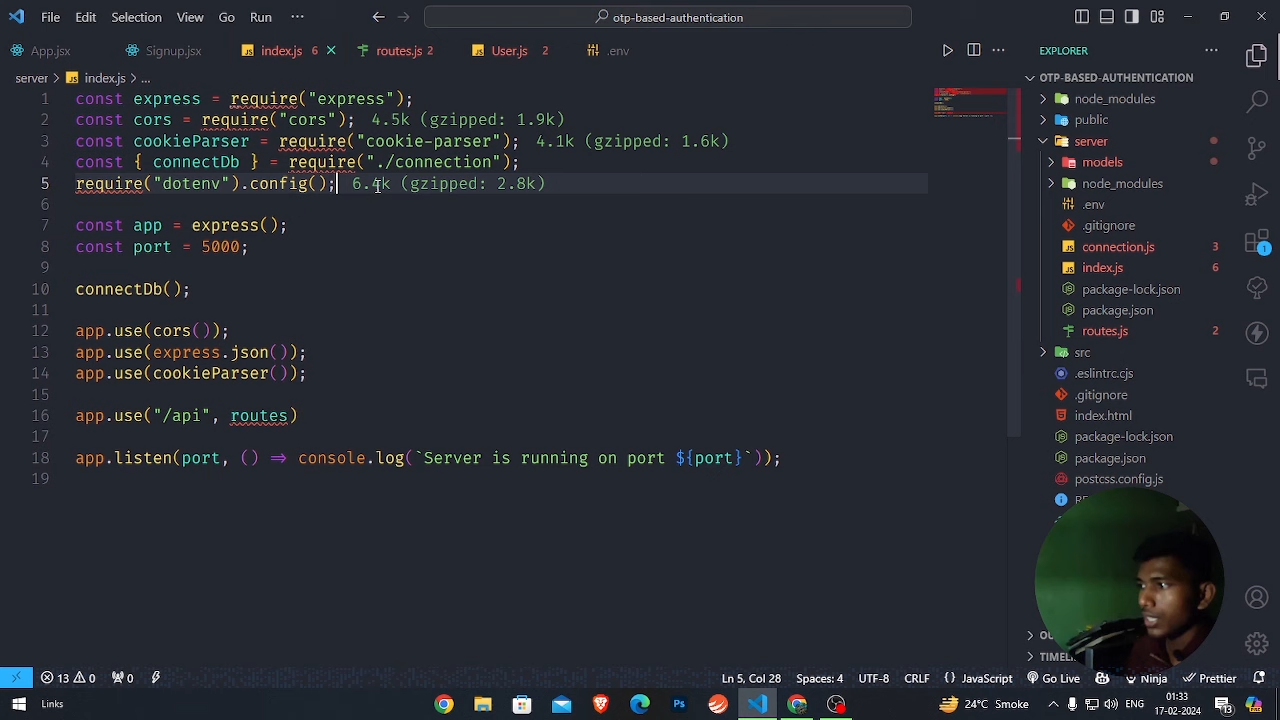 File Edit Selection View Go Run ··· otp-based-authentication
App.jsx Signup.jsx index.js 6 routes.js 2 User.js 2 .env
EXPLORER
server > index.js > ...
OTP-BASED-AUTHENTICATION
1 const express = require("express");
2 const cors = require("cors"); 4.5k (gzipped: 1.9k)
3 const cookieParser = require("cookie-parser"); 4.1k (gzipped: 1.6k)
4 const { connectDb } = require("./connection");
5 require("dotenv").config(); 6.1k (gzipped: 2.8k)
6
7 const app = express();
8 const port = 5000;
9
10 connectDb();
11
12 app.use(cors());
13 app.use(express.json());
14 app.use(cookieParser());
15
16 app.use("/api", routes)
17
18 app.listen(port, () => console.log(`Server is running on port ${port}`));
19
node_modules
public
server
models
.env
.gitignore
connection.js 3
index.js 6
package-lock.json
package.json
routes.js 2
src
.eslintrc.cjs
.gitignore
index.html
package-lock.json
package.json
postcss.config.js
OU
TIMELIN
1
13 0 0 Ln 5, Col 28 Spaces: 4 UTF-8 CRLF {} JavaScript Go Live Ninja Prettier
Links 24°C Smoke ENG 01:33
17-02-2024